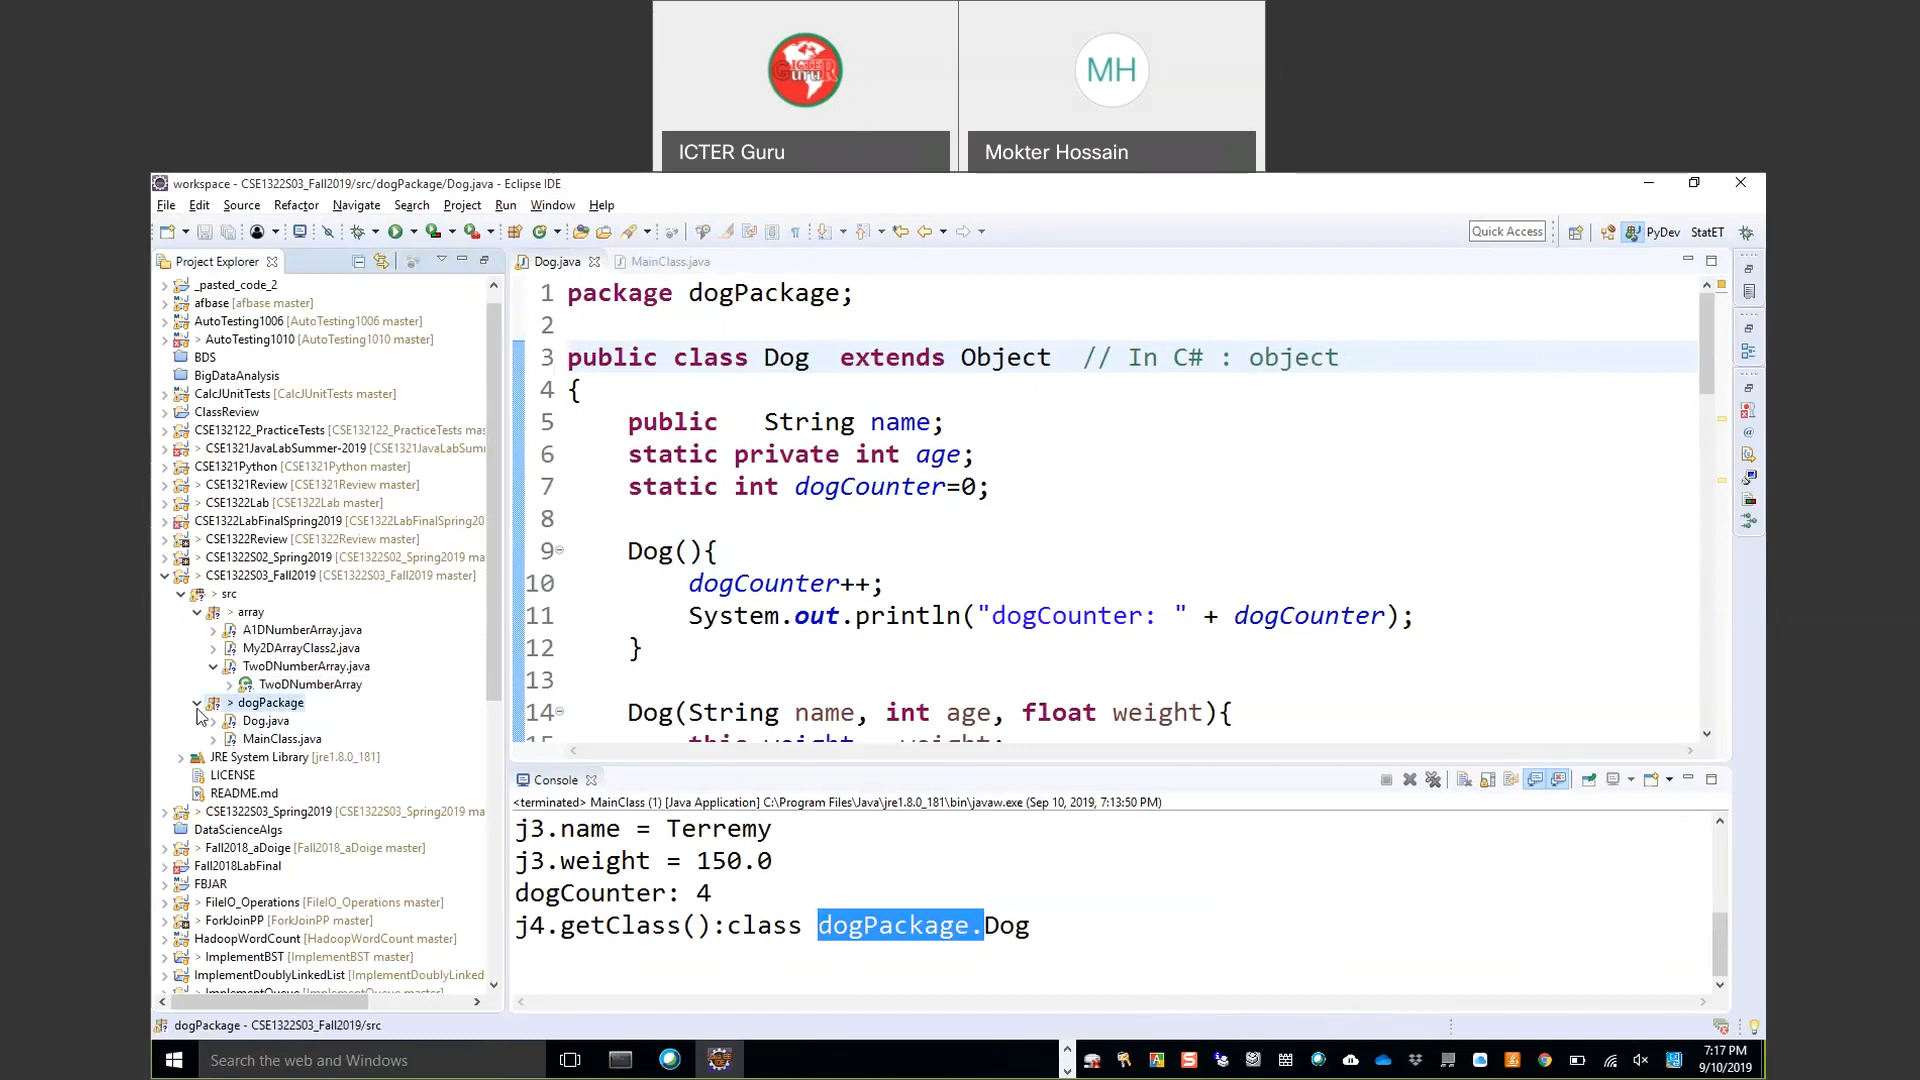 MH
ICTER Guru
Mokter Hossain
workspace - CSE1322S03_Fall2019/src/dogPackage/Dog.java - Eclipse IDE
File Edit Source Refactor Navigate Search Project Run Window Help
Quick Access
PyDev
StatET
Project Explorer
_pasted_code_2
afbase [afbase master]
AutoTesting1006 [AutoTesting1006 master]
> AutoTesting1010 [AutoTesting1010 master]
BDS
BigDataAnalysis
CalcJUnitTests [CalcJUnitTests master]
ClassReview
CSE132122_PracticeTests [CSE132122_PracticeTests mas
> CSE1321JavaLabSummer-2019 [CSE1321JavaLabSumr
CSE1321Python [CSE1321Python master]
> CSE1321Review [CSE1321Review master]
> CSE1322Lab [CSE1322Lab master]
CSE1322LabFinalSpring2019 [CSE1322LabFinalSpring20
> CSE1322Review [CSE1322Review master]
> CSE1322S02_Spring2019 [CSE1322S02_Spring2019 ma
> CSE1322S03_Fall2019 [CSE1322S03_Fall2019 master]
> src
> array
A1DNumberArray.java
My2DArrayClass2.java
TwoDNumberArray.java
TwoDNumberArray
> dogPackage
Dog.java
MainClass.java
JRE System Library [jre1.8.0_181]
LICENSE
README.md
> CSE1322S03_Spring2019 [CSE1322S03_Spring2019 ma
DataScienceAlgs
> Fall2018_aDoige [Fall2018_aDoige master]
Fall2018LabFinal
FBJAR
> FileIO_Operations [FileIO_Operations master]
> ForkJoinPP [ForkJoinPP master]
HadoopWordCount [HadoopWordCount master]
> ImplementBST [ImplementBST master]
ImplementDoublyLinkedList [ImplementDoublyLinked
Dog.java
MainClass.java
1 package dogPackage;
2
3 public class Dog  extends Object  // In C# : object
4 {
5 public   String name;
6 static private int age;
7 static int dogCounter=0;
8
9 Dog(){
10 dogCounter++;
11 System.out.println("dogCounter: " + dogCounter);
12 }
13
14 Dog(String name, int age, float weight){
Console
<terminated> MainClass (1) [Java Application] C:\Program Files\Java\jre1.8.0_181\bin\javaw.exe (Sep 10, 2019, 7:13:50 PM)
j3.name = Terremy
j3.weight = 150.0
dogCounter: 4
j4.getClass():class dogPackage.Dog
dogPackage - CSE1322S03_Fall2019/src
Search the web and Windows
7:17 PM
9/10/2019